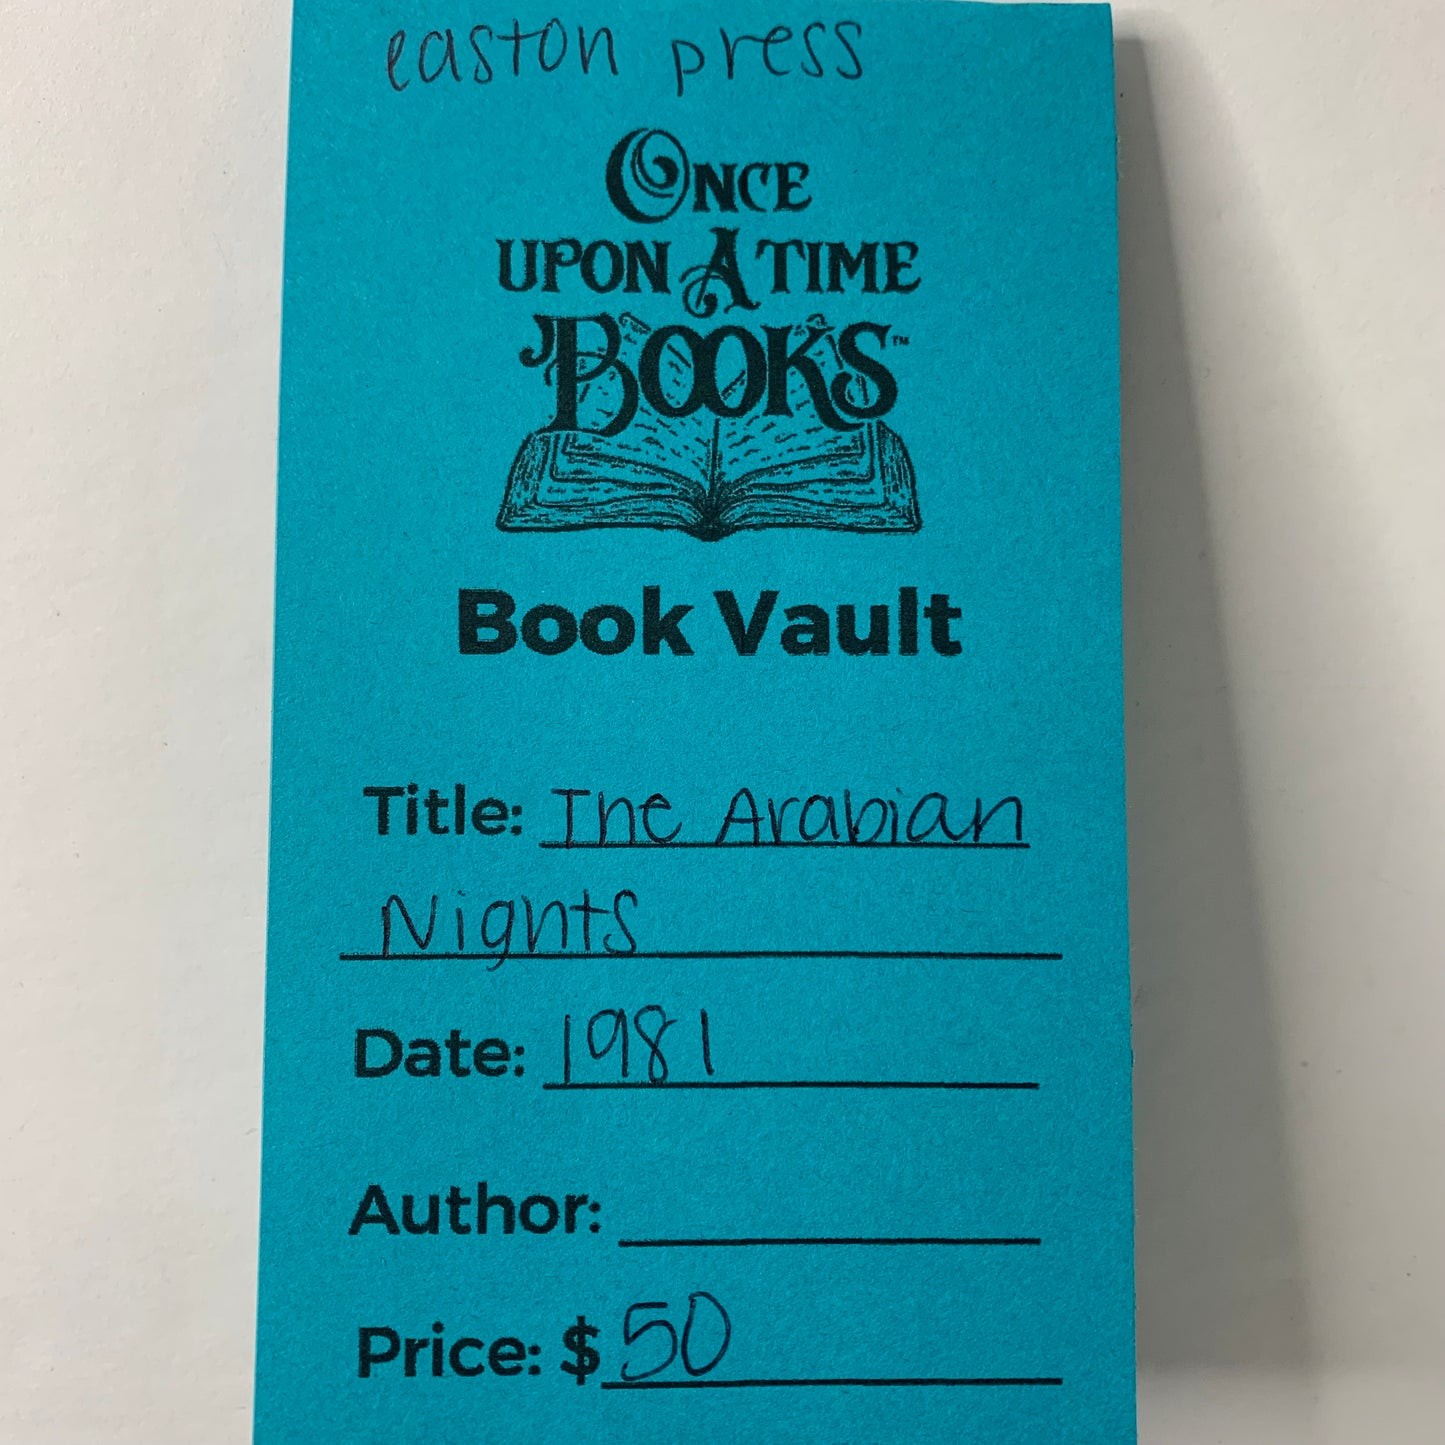 easton press
ONCE
UPON A TIME
BOOKS™
Book Vault
Title: The Arabian
Nights
Date: 1981
Author:
Price: $50